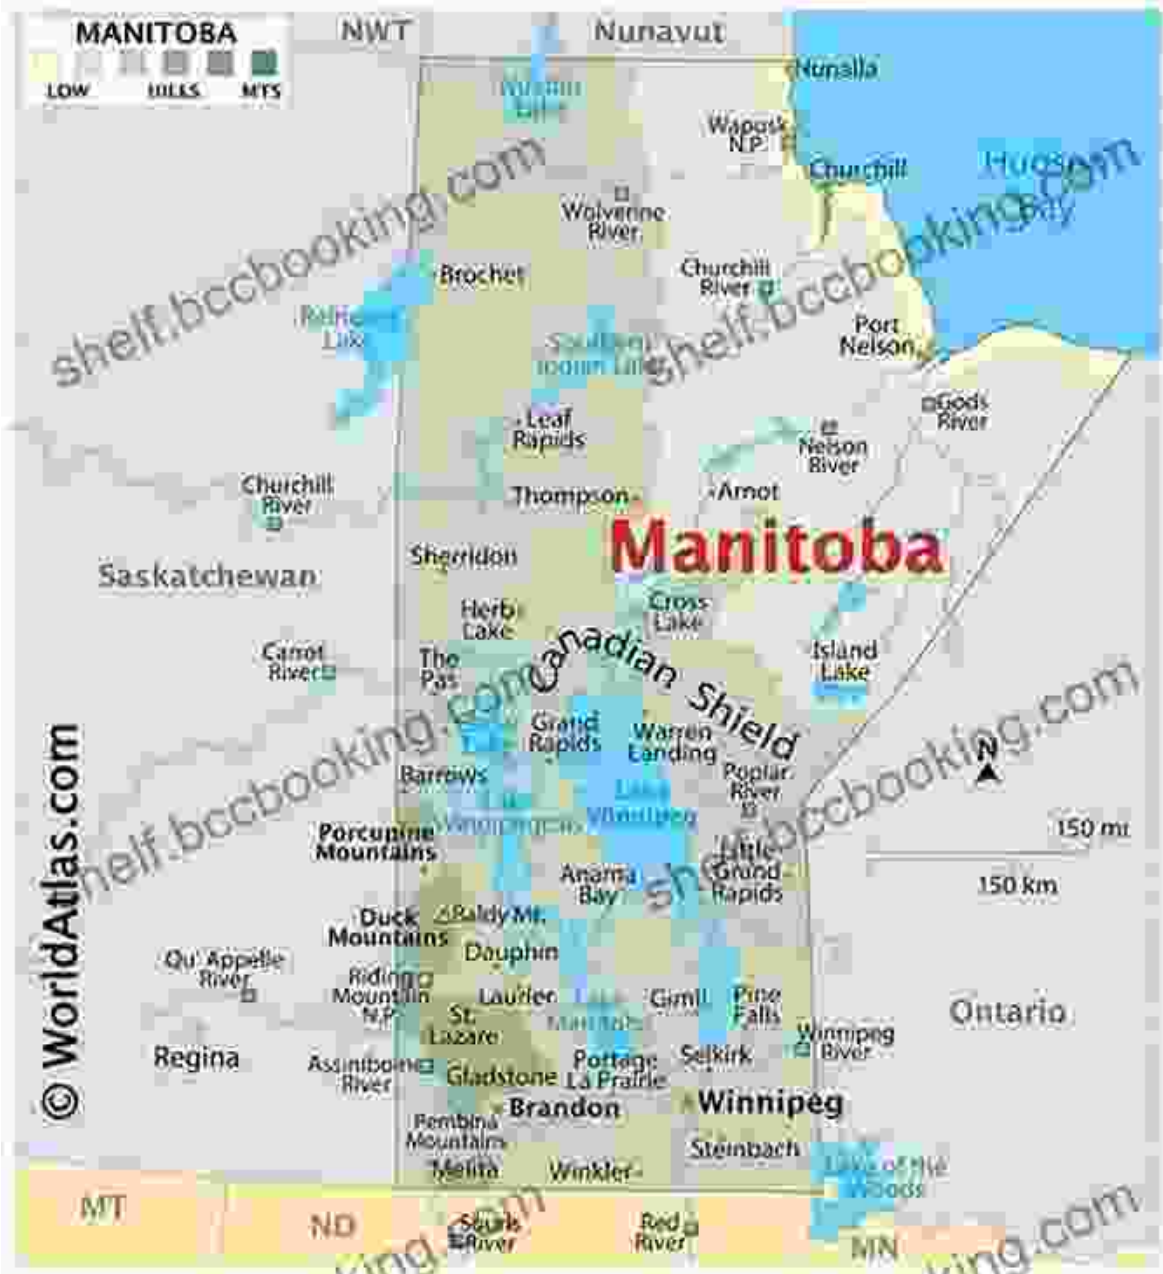 MANITOBA
LOW HILLS MTS
NWT
Nunavut
Nunalla
Wapusk
N.P.
Churchill
Hudson
Bay
Wolverine
River
Churchill
River
Brochet
Reindeer
Lake
Southern
Indian Lake
Port
Nelson
Gods
River
Leaf
Rapids
Nelson
River
Churchill
River
Thompson
Arnot
Manitoba
Sherridon
Saskatchewan
Herb
Lake
Cross
Lake
Island
Lake
The
Pas
Carrot
River
Canadian Shield
Grand
Rapids
Warren
Landing
N
Barrows
Poplar
River
Lake
Winnipeg
150 mi
150 km
Porcupine
Mountains
Little
Grand
Rapids
Anama
Bay
Duck
Mountains
Baldy Mt.
Dauphin
Qu' Appelle
River
Riding
Mountain
N.P.
Laurier
Lake
Manitoba
Gimli
Pine
Falls
Ontario
St.
Lazare
Winnipeg
River
Regina
Assiniboine
River
Gladstone
Portage
La Prairie
Selkirk
Brandon
Winnipeg
Pembina
Mountains
Steinbach
Melita
Winkler
Lake of the
Woods
MT
ND
Souris
River
Red
River
MN
© WorldAtlas.com
shelf.bccbooking.com
shelf.bccbooking.com
shelf.bccbooking.com
shelf.bccbooking.com